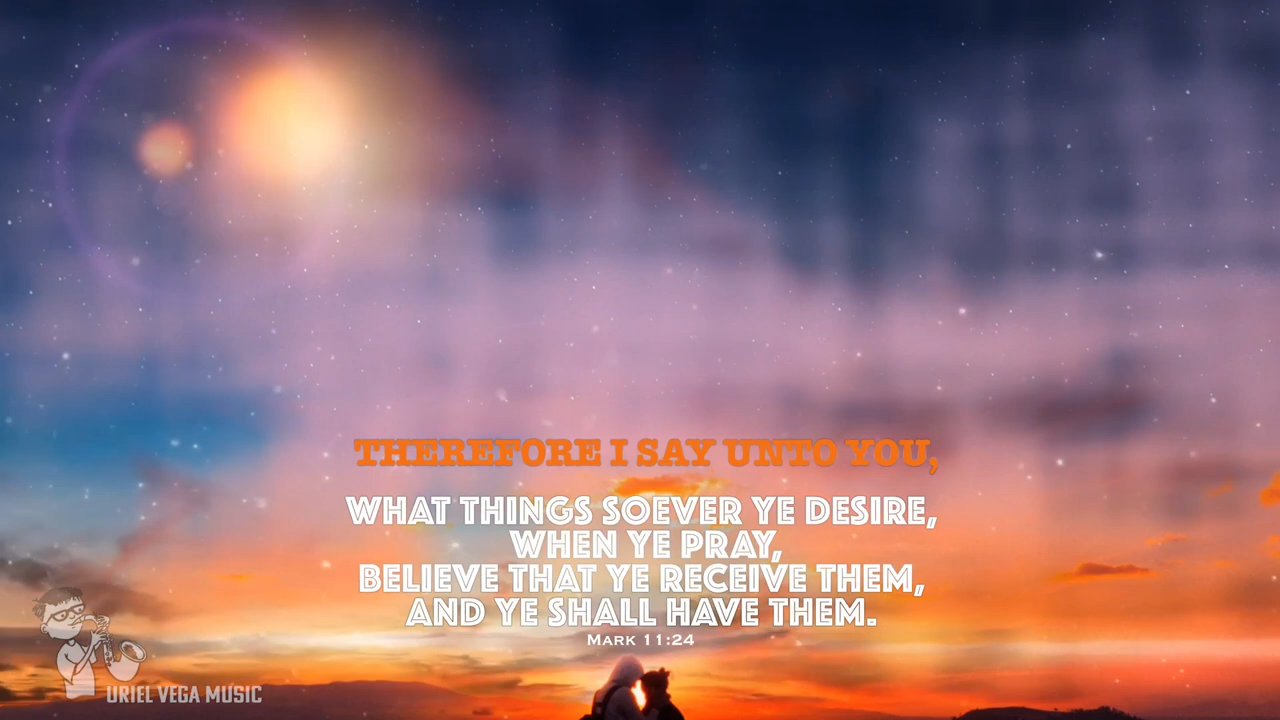 THEREFORE I SAY UNTO YOU,
WHAT THINGS SOEVER YE DESIRE,
WHEN YE PRAY,
BELIEVE THAT YE RECEIVE THEM,
AND YE SHALL HAVE THEM.
Mark 11:24
URIEL VEGA MUSIC